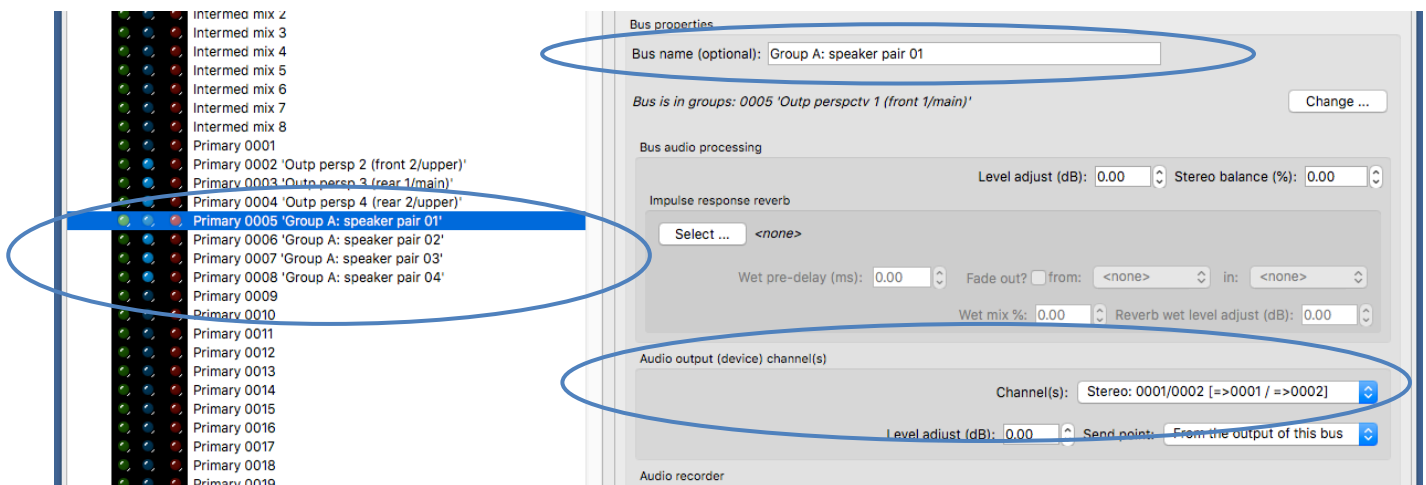 Intermed mix 2
Intermed mix 3
Intermed mix 4
Intermed mix 5
Intermed mix 6
Intermed mix 7
Intermed mix 8
Primary 0001
Primary 0002 'Outp persp 2 (front 2/upper)'
Primary 0003 'Outp persp 3 (rear 1/main)'
Primary 0004 'Outp persp 4 (rear 2/upper)'
Primary 0005 'Group A: speaker pair 01'
Primary 0006 'Group A: speaker pair 02'
Primary 0007 'Group A: speaker pair 03'
Primary 0008 'Group A: speaker pair 04'
Primary 0009
Primary 0010
Primary 0011
Primary 0012
Primary 0013
Primary 0014
Primary 0015
Primary 0016
Primary 0017
Primary 0018
Primary 0019
Bus properties
Bus name (optional): Group A: speaker pair 01
Bus is in groups: 0005 'Outp perspctv 1 (front 1/main)' Change ...
Bus audio processing
Level adjust (dB): 0.00 Stereo balance (%): 0.00
Impulse response reverb
Select ... <none>
Wet pre-delay (ms): 0.00 Fade out? from: <none> in: <none>
Wet mix %: 0.00 Reverb wet level adjust (dB): 0.00
Audio output (device) channel(s)
Channel(s): Stereo: 0001/0002 [=>0001 / =>0002]
Level adjust (dB): 0.00 Send point: From the output of this bus
Audio recorder